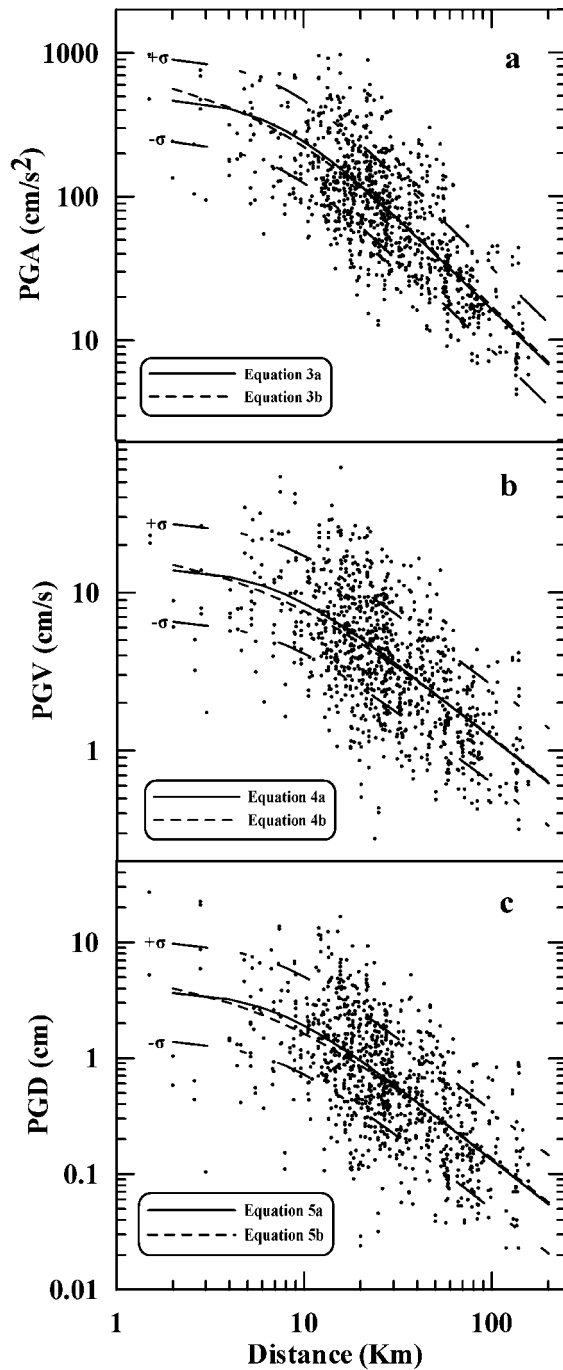 a
1000
+σ
-σ
100
10
PGA (cm/s²)
Equation 3a
Equation 3b
b
+σ
10
-σ
1
PGV (cm/s)
Equation 4a
Equation 4b
c
10
+σ
1
-σ
0.1
0.01
PGD (cm)
Equation 5a
Equation 5b
1 10 100
Distance (Km)